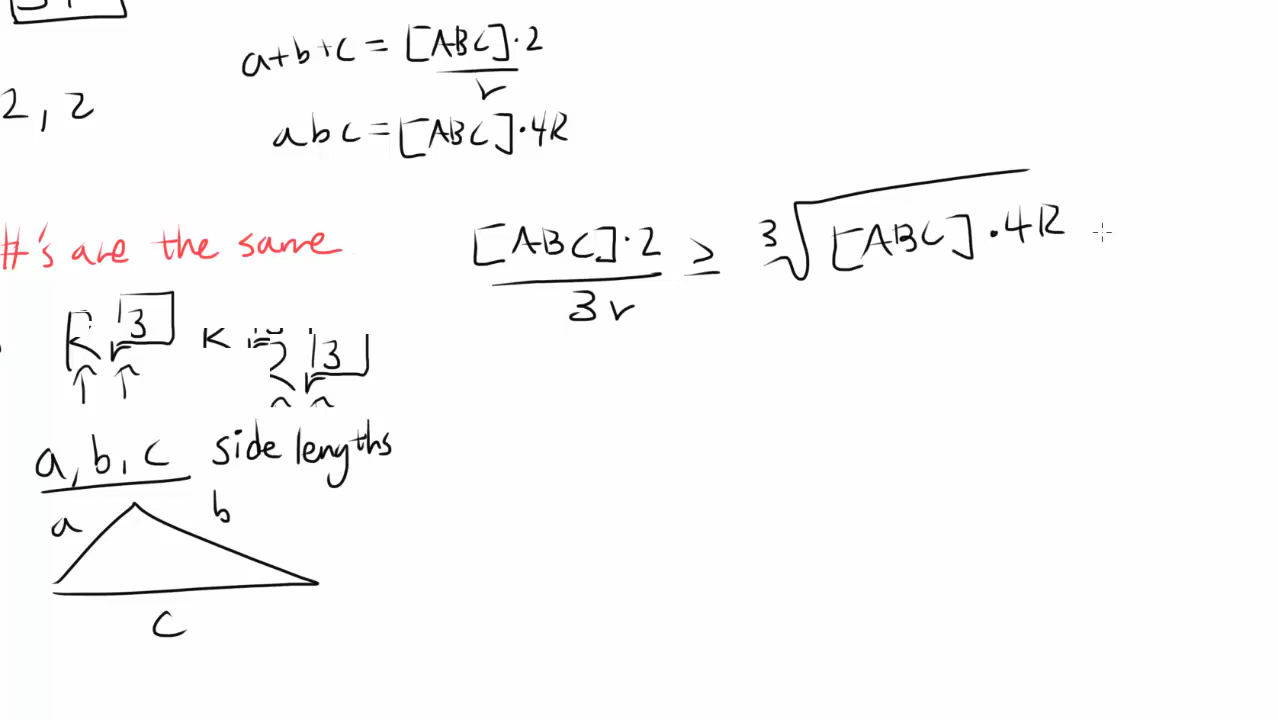 a+b+c = [ABC]·2 / r
2, 2
abc = [ABC]·4R
#'s are the same
[ABC]·2 / 3r ≥ ∛[ABC]·4R
a, b, c side lengths
a
b
c